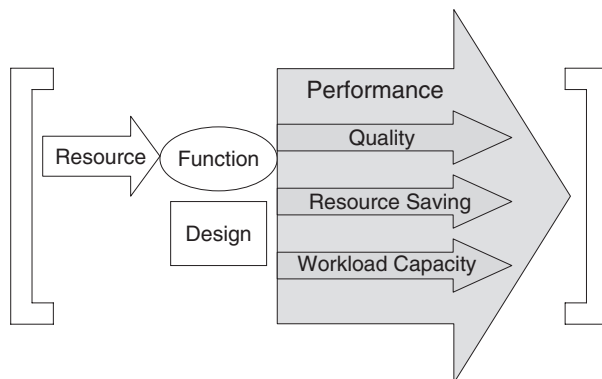 Performance
Quality
Resource
Function
Resource Saving
Design
Workload Capacity